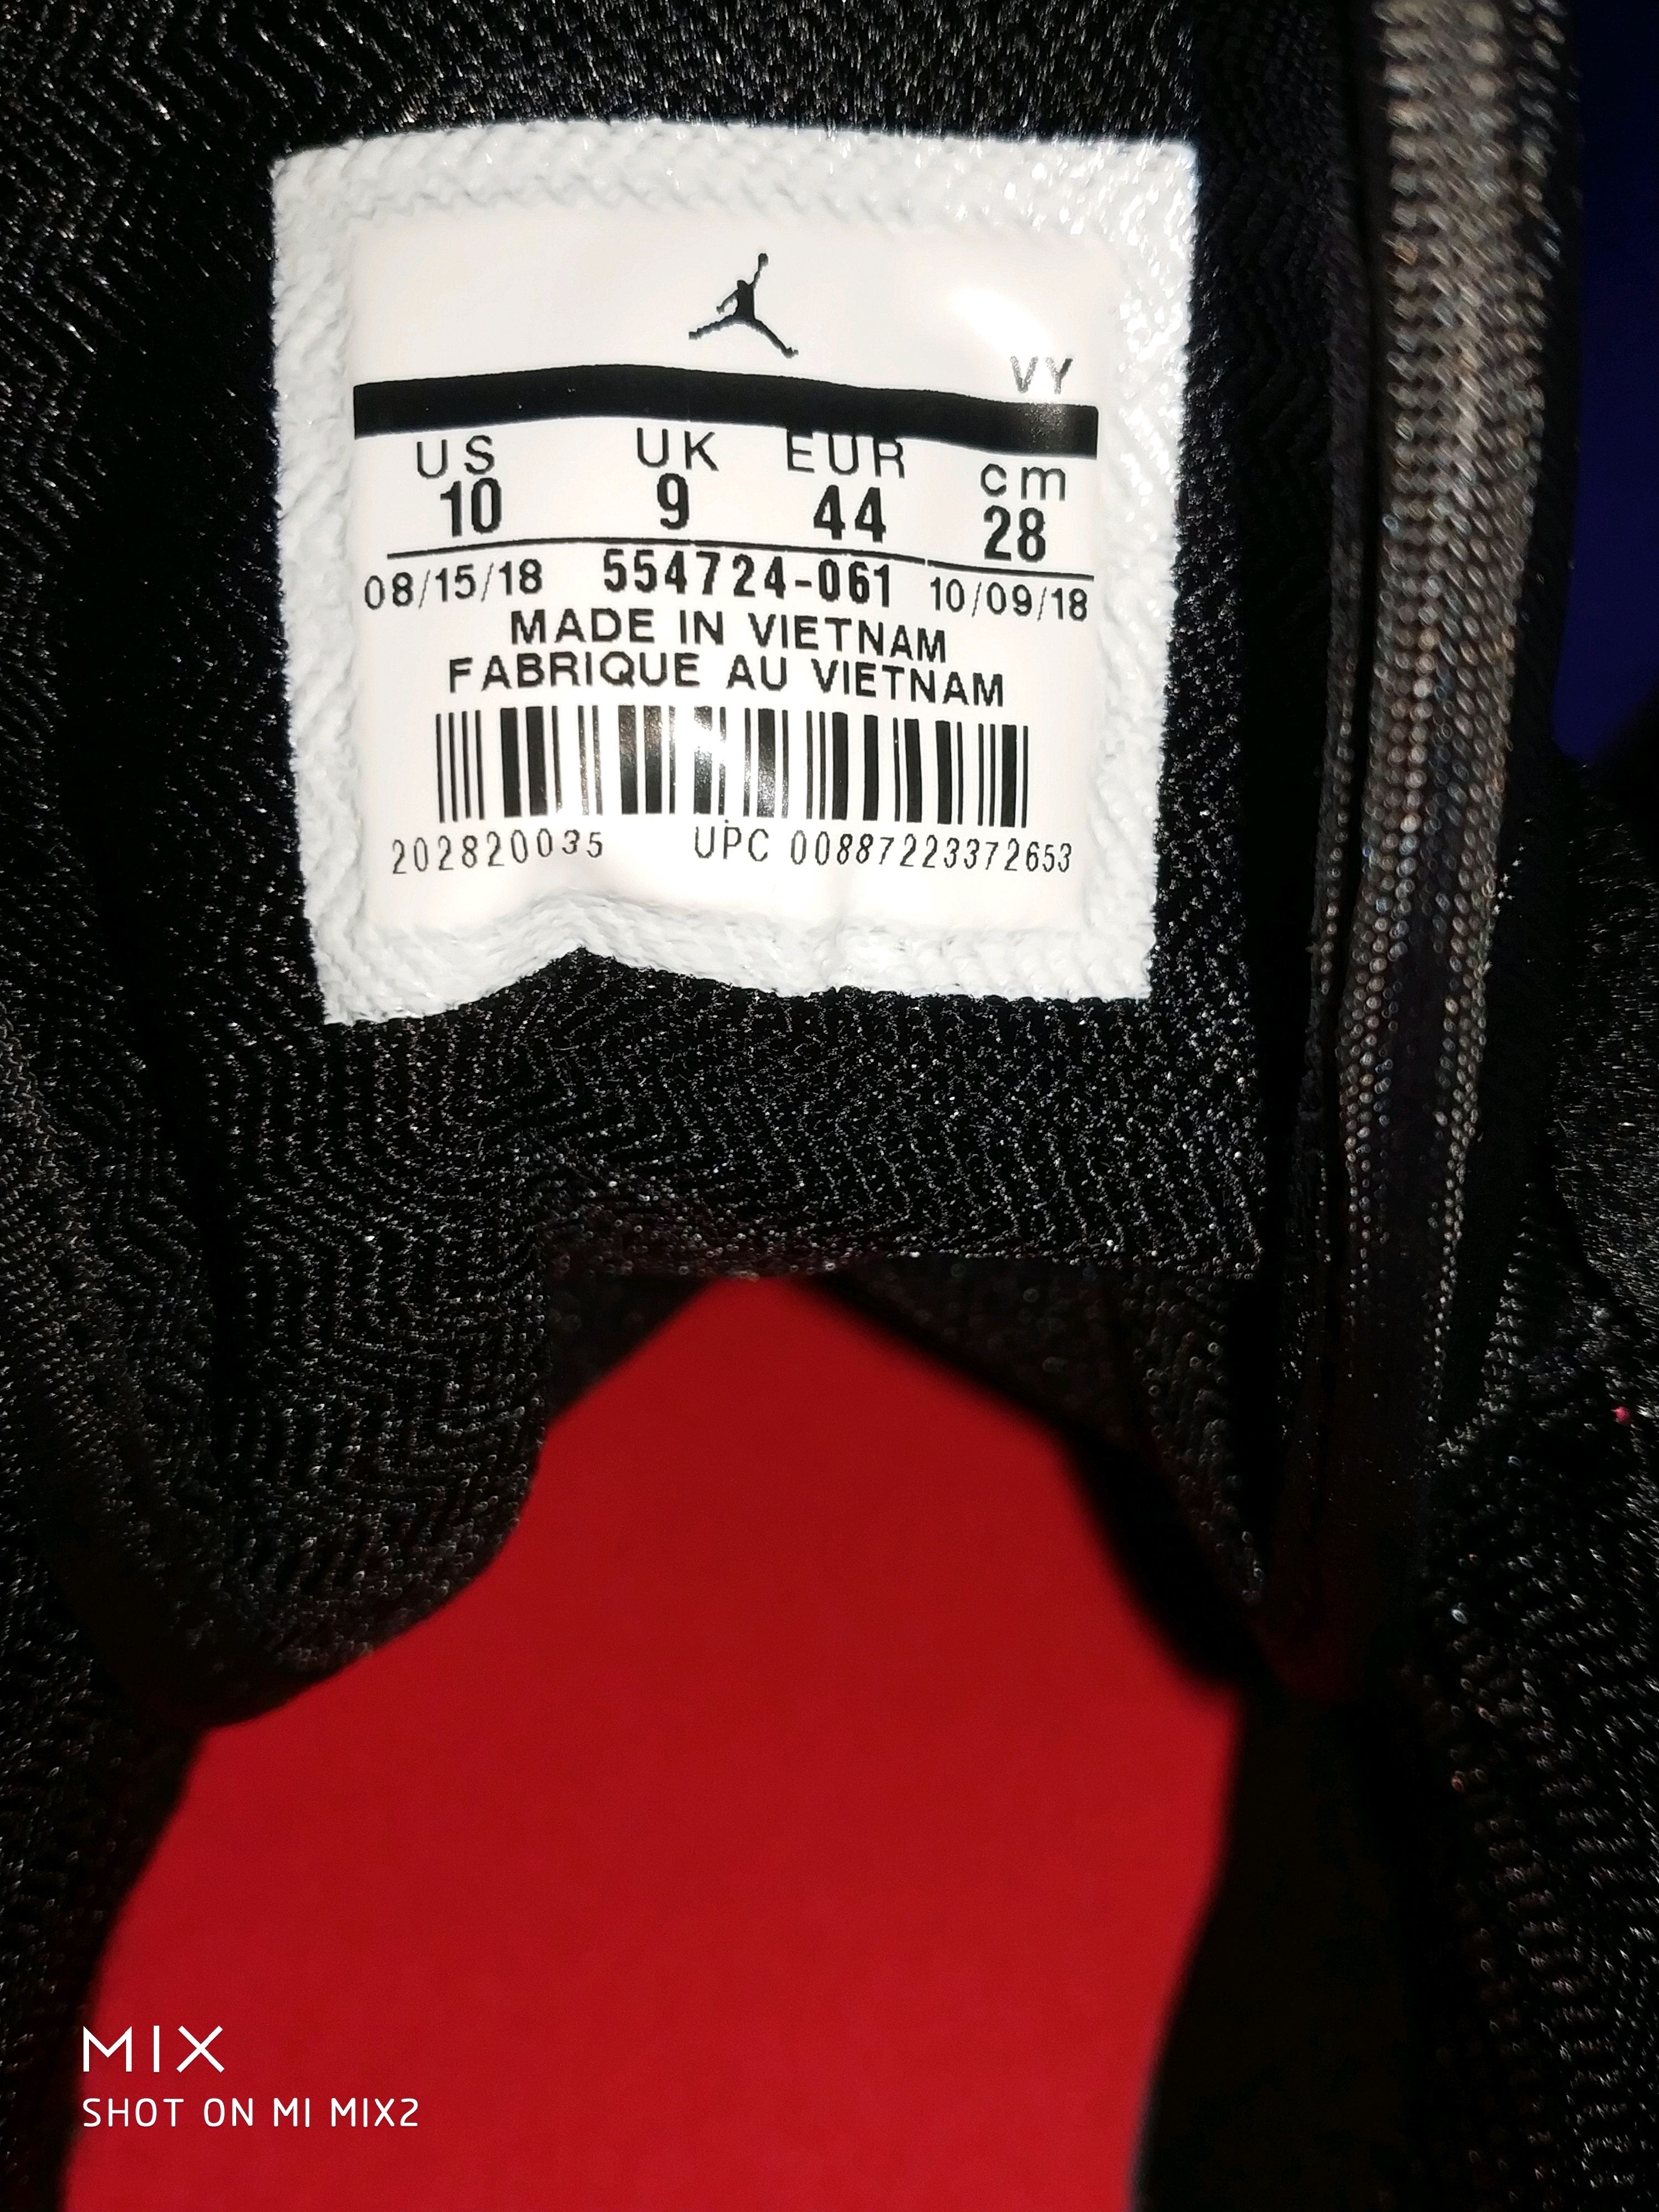 VY
US UK EUR cm
10 9 44 28
08/15/18 554724-061 10/09/18
MADE IN VIETNAM
FABRIQUE AU VIETNAM
202820035 UPC 00887223372653
MIX
SHOT ON MI MIX2